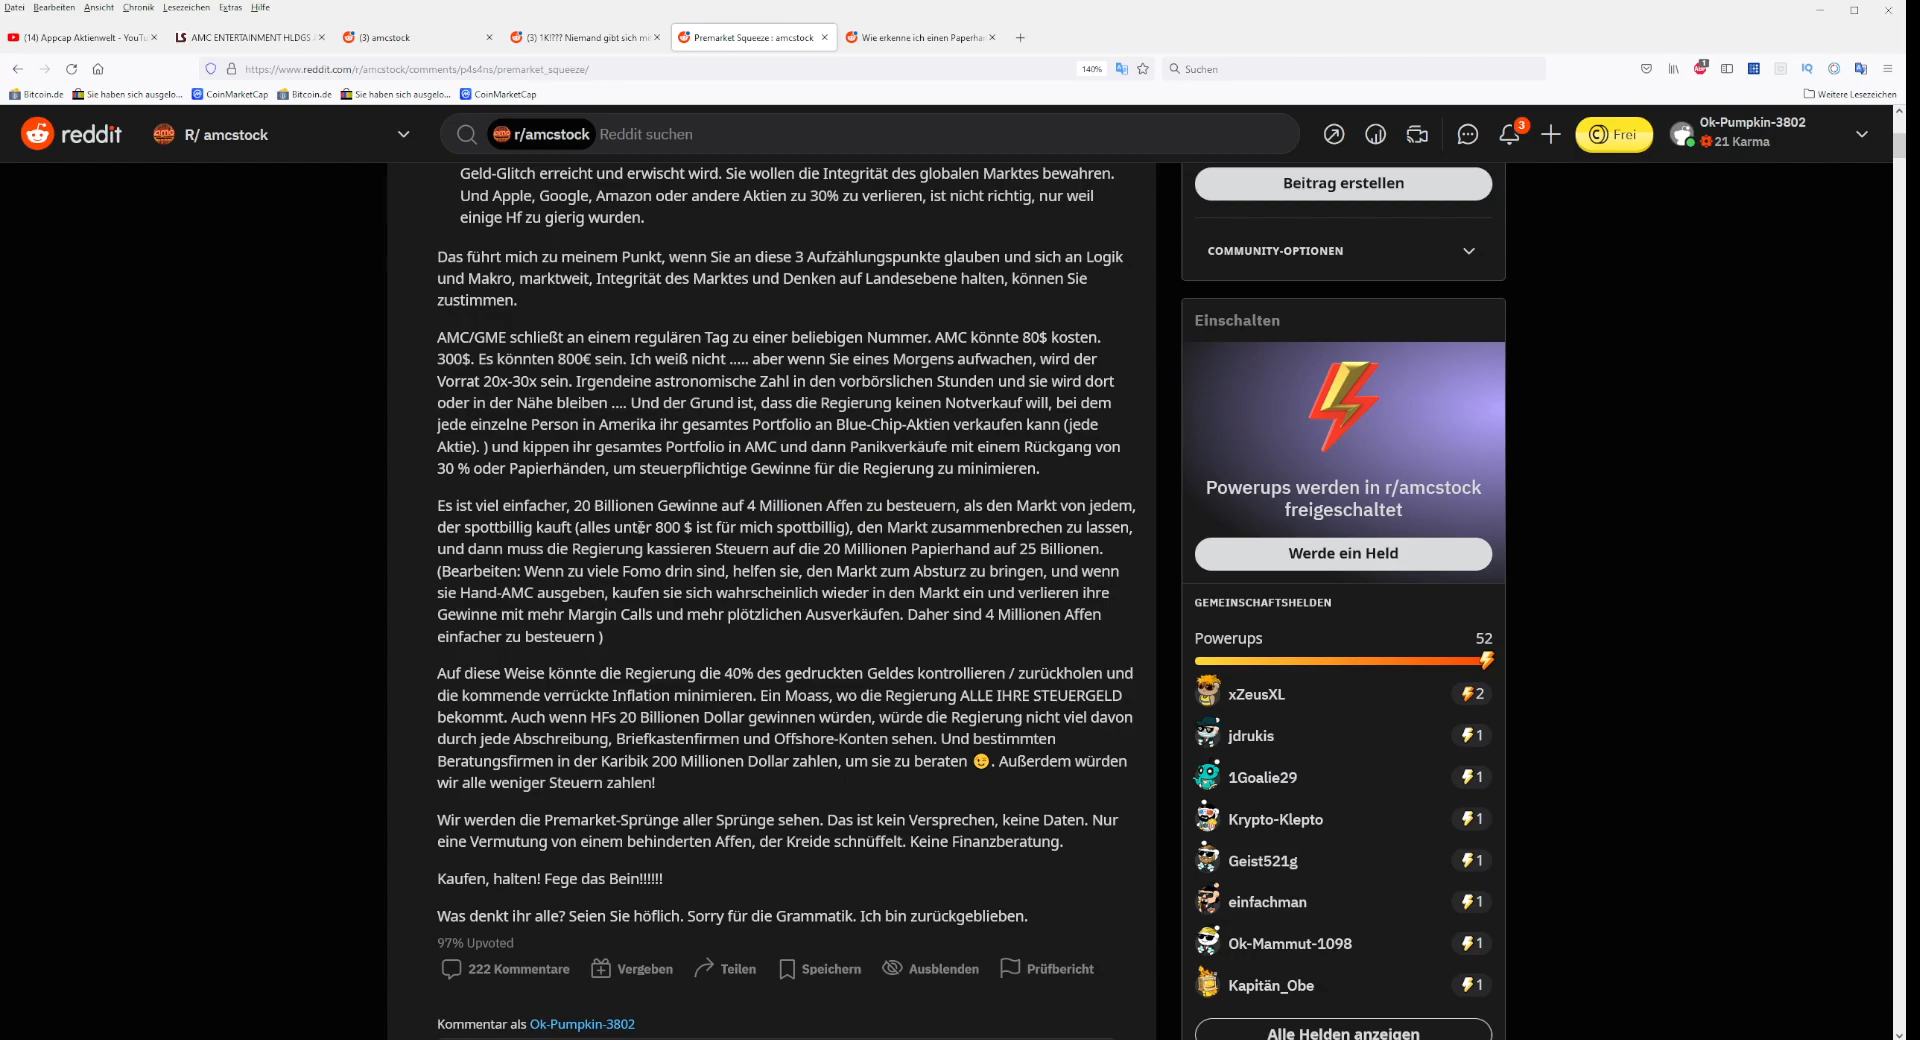 Datei Bearbeiten Ansicht Chronik Lesezeichen Extras Hilfe
(14) Appcap Aktienwelt - YouTu
AMC ENTERTAINMENT HLDGS
(3) amcstock
(3) 1K!??? Niemand gibt sich mi
Premarket Squeeze : amcstock
Wie erkenne ich einen Paperha
https://www.reddit.com/r/amcstock/comments/p4s4ns/premarket_squeeze/
140%
Suchen
Bitcoin.de Sie haben sich ausgelo... CoinMarketCap Bitcoin.de Sie haben sich ausgelo... CoinMarketCap
Weitere Lesezeichen
reddit
R/ amcstock
r/amcstock Reddit suchen
3
Frei
Ok-Pumpkin-3802
21 Karma
Geld-Glitch erreicht und erwischt wird. Sie wollen die Integrität des globalen Marktes bewahren.
Und Apple, Google, Amazon oder andere Aktien zu 30% zu verlieren, ist nicht richtig, nur weil
einige Hf zu gierig wurden.
Das führt mich zu meinem Punkt, wenn Sie an diese 3 Aufzählungspunkte glauben und sich an Logik
und Makro, marktweit, Integrität des Marktes und Denken auf Landesebene halten, können Sie
zustimmen.
AMC/GME schließt an einem regulären Tag zu einer beliebigen Nummer. AMC könnte 80$ kosten.
300$. Es könnten 800€ sein. Ich weiß nicht ..... aber wenn Sie eines Morgens aufwachen, wird der
Vorrat 20x-30x sein. Irgendeine astronomische Zahl in den vorbörslichen Stunden und sie wird dort
oder in der Nähe bleiben .... Und der Grund ist, dass die Regierung keinen Notverkauf will, bei dem
jede einzelne Person in Amerika ihr gesamtes Portfolio an Blue-Chip-Aktien verkaufen kann (jede
Aktie). ) und kippen ihr gesamtes Portfolio in AMC und dann Panikverkäufe mit einem Rückgang von
30 % oder Papierhänden, um steuerpflichtige Gewinne für die Regierung zu minimieren.
Es ist viel einfacher, 20 Billionen Gewinne auf 4 Millionen Affen zu besteuern, als den Markt von jedem,
der spottbillig kauft (alles unter 800 $ ist für mich spottbillig), den Markt zusammenbrechen zu lassen,
und dann muss die Regierung kassieren Steuern auf die 20 Millionen Papierhand auf 25 Billionen.
(Bearbeiten: Wenn zu viele Fomo drin sind, helfen sie, den Markt zum Absturz zu bringen, und wenn
sie Hand-AMC ausgeben, kaufen sie sich wahrscheinlich wieder in den Markt ein und verlieren ihre
Gewinne mit mehr Margin Calls und mehr plötzlichen Ausverkäufen. Daher sind 4 Millionen Affen
einfacher zu besteuern )
Auf diese Weise könnte die Regierung die 40% des gedruckten Geldes kontrollieren / zurückholen und
die kommende verrückte Inflation minimieren. Ein Moass, wo die Regierung ALLE IHRE STEUERGELD
bekommt. Auch wenn HFs 20 Billionen Dollar gewinnen würden, würde die Regierung nicht viel davon
durch jede Abschreibung, Briefkastenfirmen und Offshore-Konten sehen. Und bestimmten
Beratungsfirmen in der Karibik 200 Millionen Dollar zahlen, um sie zu beraten 😉. Außerdem würden
wir alle weniger Steuern zahlen!
Wir werden die Premarket-Sprünge aller Sprünge sehen. Das ist kein Versprechen, keine Daten. Nur
eine Vermutung von einem behinderten Affen, der Kreide schnüffelt. Keine Finanzberatung.
Kaufen, halten! Fege das Bein!!!!!!
Was denkt ihr alle? Seien Sie höflich. Sorry für die Grammatik. Ich bin zurückgeblieben.
97% Upvoted
222 Kommentare Vergeben Teilen Speichern Ausblenden Prüfbericht
Kommentar als Ok-Pumpkin-3802
Beitrag erstellen
COMMUNITY-OPTIONEN
Einschalten
Powerups werden in r/amcstock
freigeschaltet
Werde ein Held
GEMEINSCHAFTSHELDEN
Powerups 52
xZeusXL 2
jdrukis 1
1Goalie29 1
Krypto-Klepto 1
Geist521g 1
einfachman 1
Ok-Mammut-1098 1
Kapitän_Obe 1
Alle Helden anzeigen